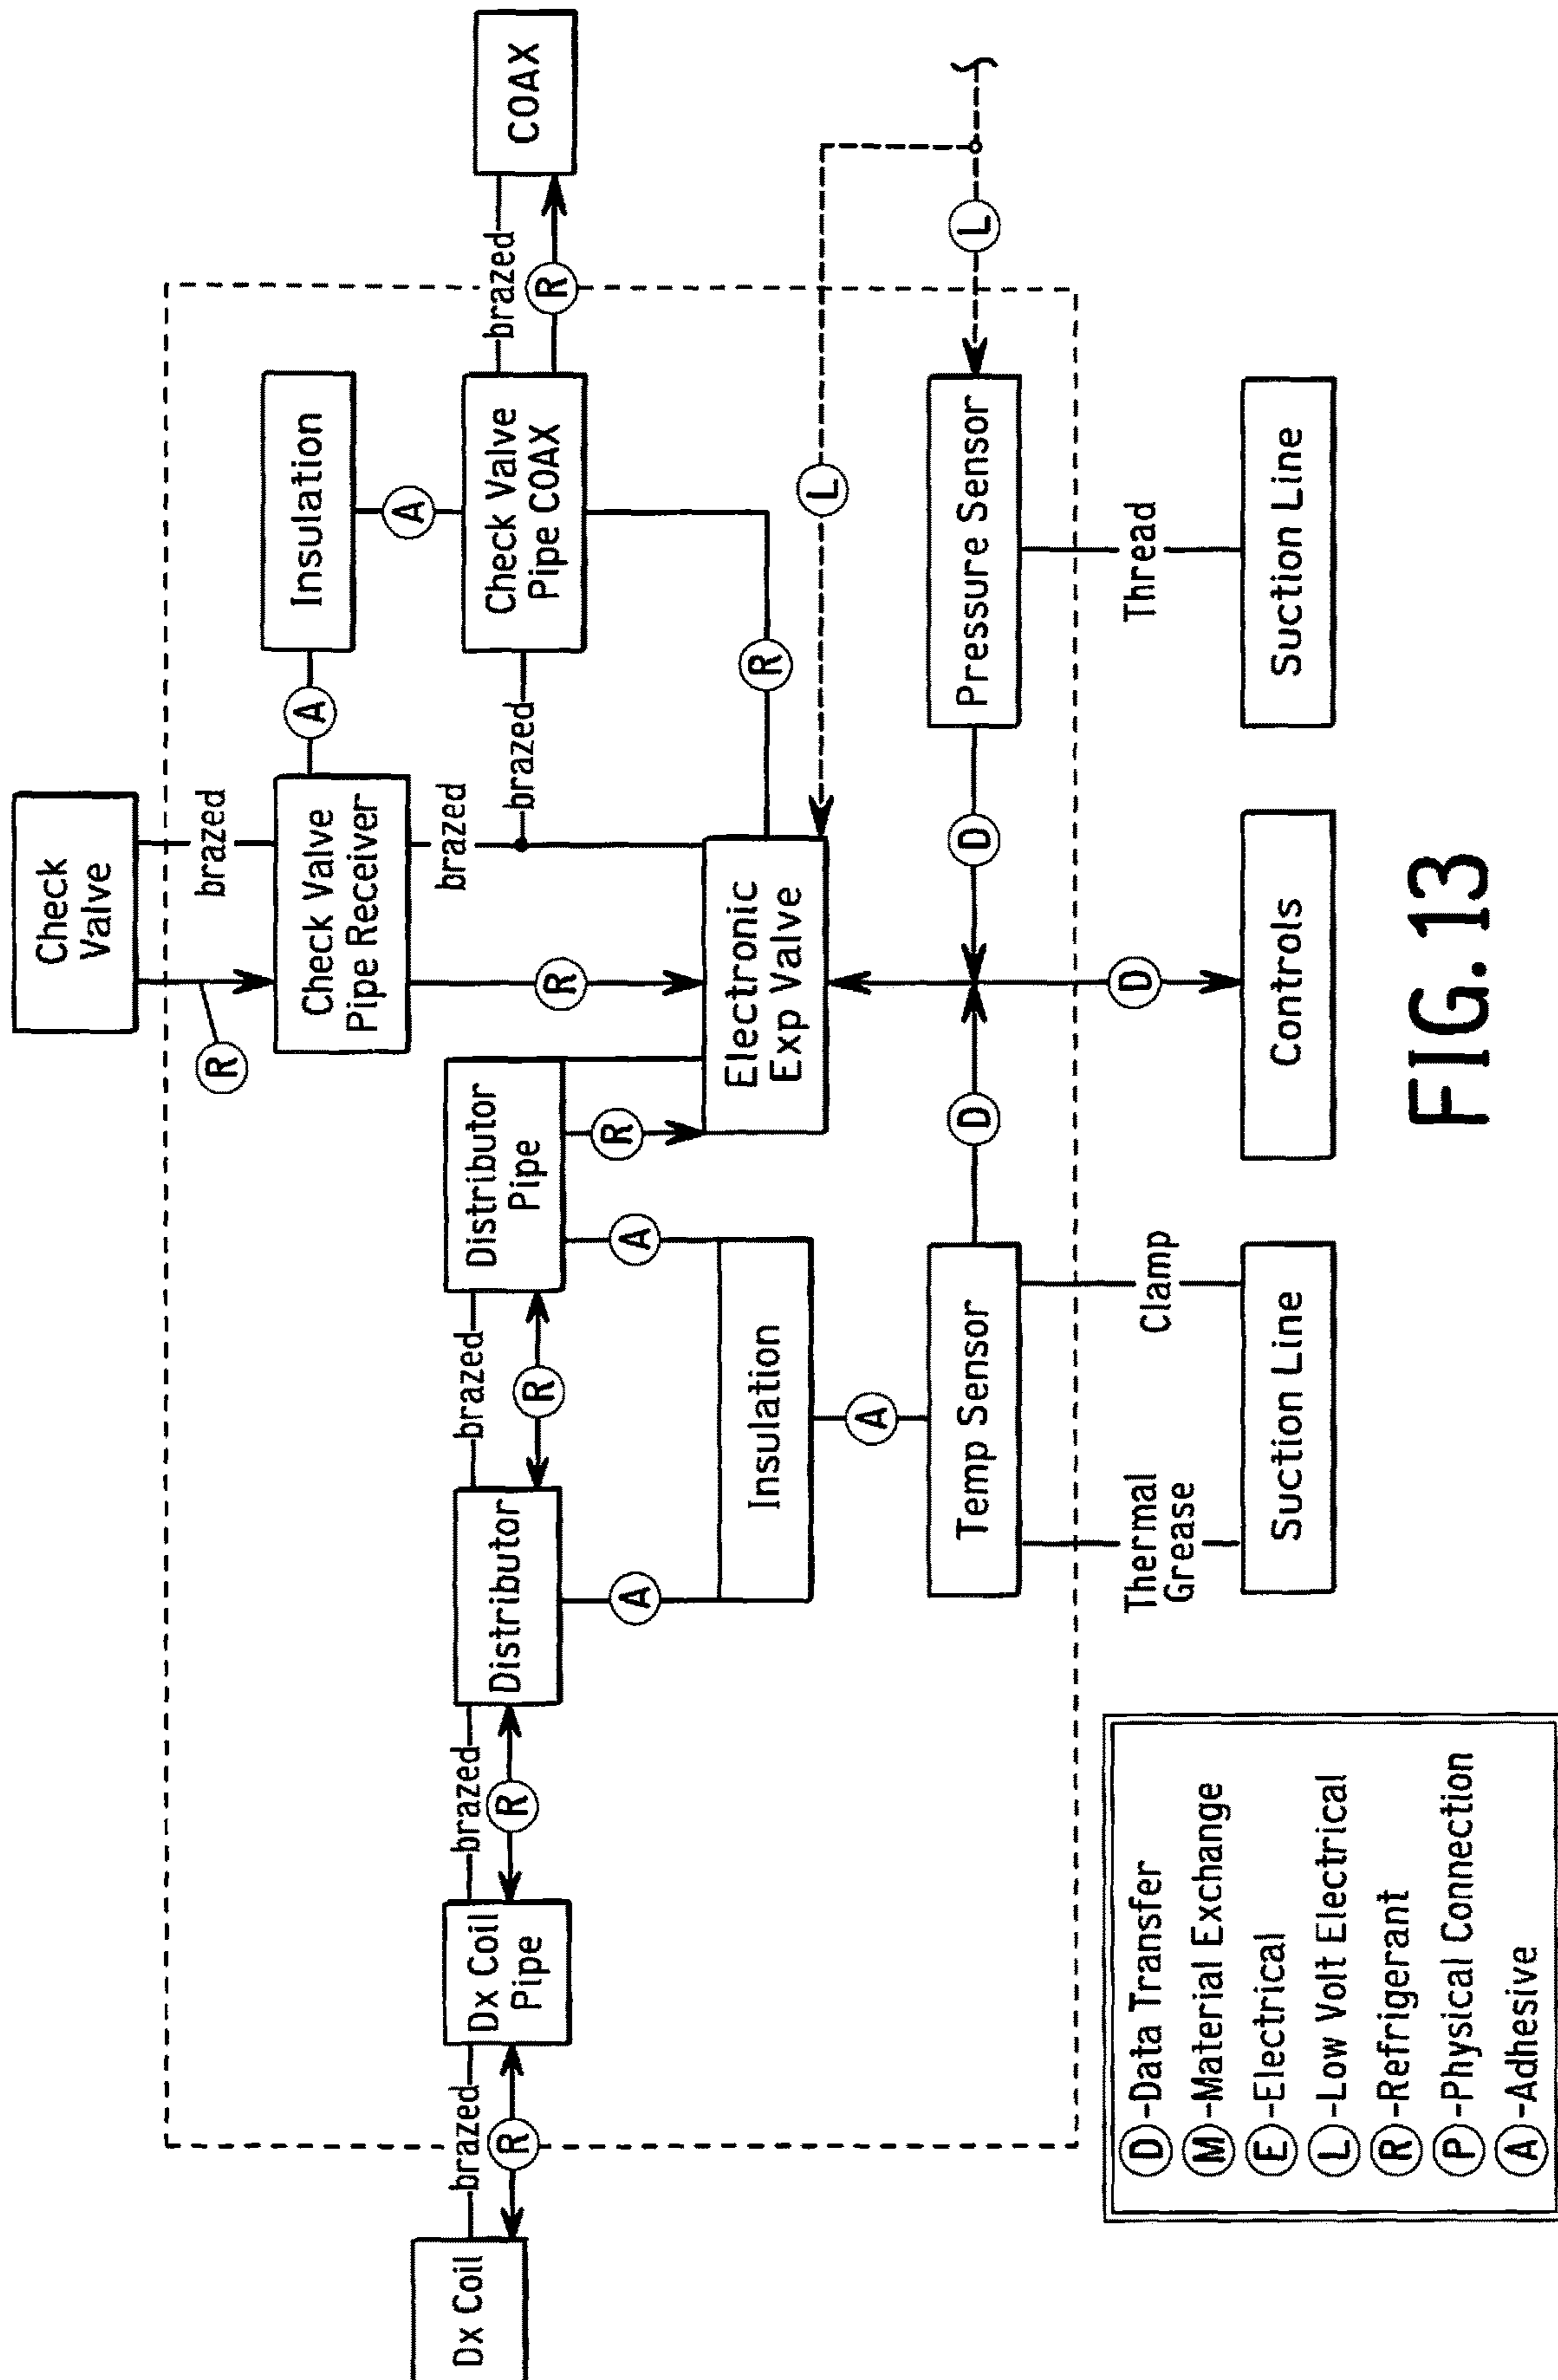 Check
Valve
R
brazed
Insulation
A
A
Check Valve
Pipe Receiver
brazed
brazed
Check Valve
Pipe COAX
brazed
R
COAX
Dx Coil
brazed
R
Dx Coil
Pipe
brazed
R
Distributor
brazed
R
Distributor
Pipe
R
R
R
A
A
Insulation
A
Electronic
Exp Valve
L
L
Temp Sensor
D
D
Pressure Sensor
D
Thermal
Grease
Clamp
Thread
Suction Line
Controls
Suction Line
D-Data Transfer
M-Material Exchange
E-Electrical
L-Low Volt Electrical
R-Refrigerant
P-Physical Connection
A-Adhesive
FIG. 13